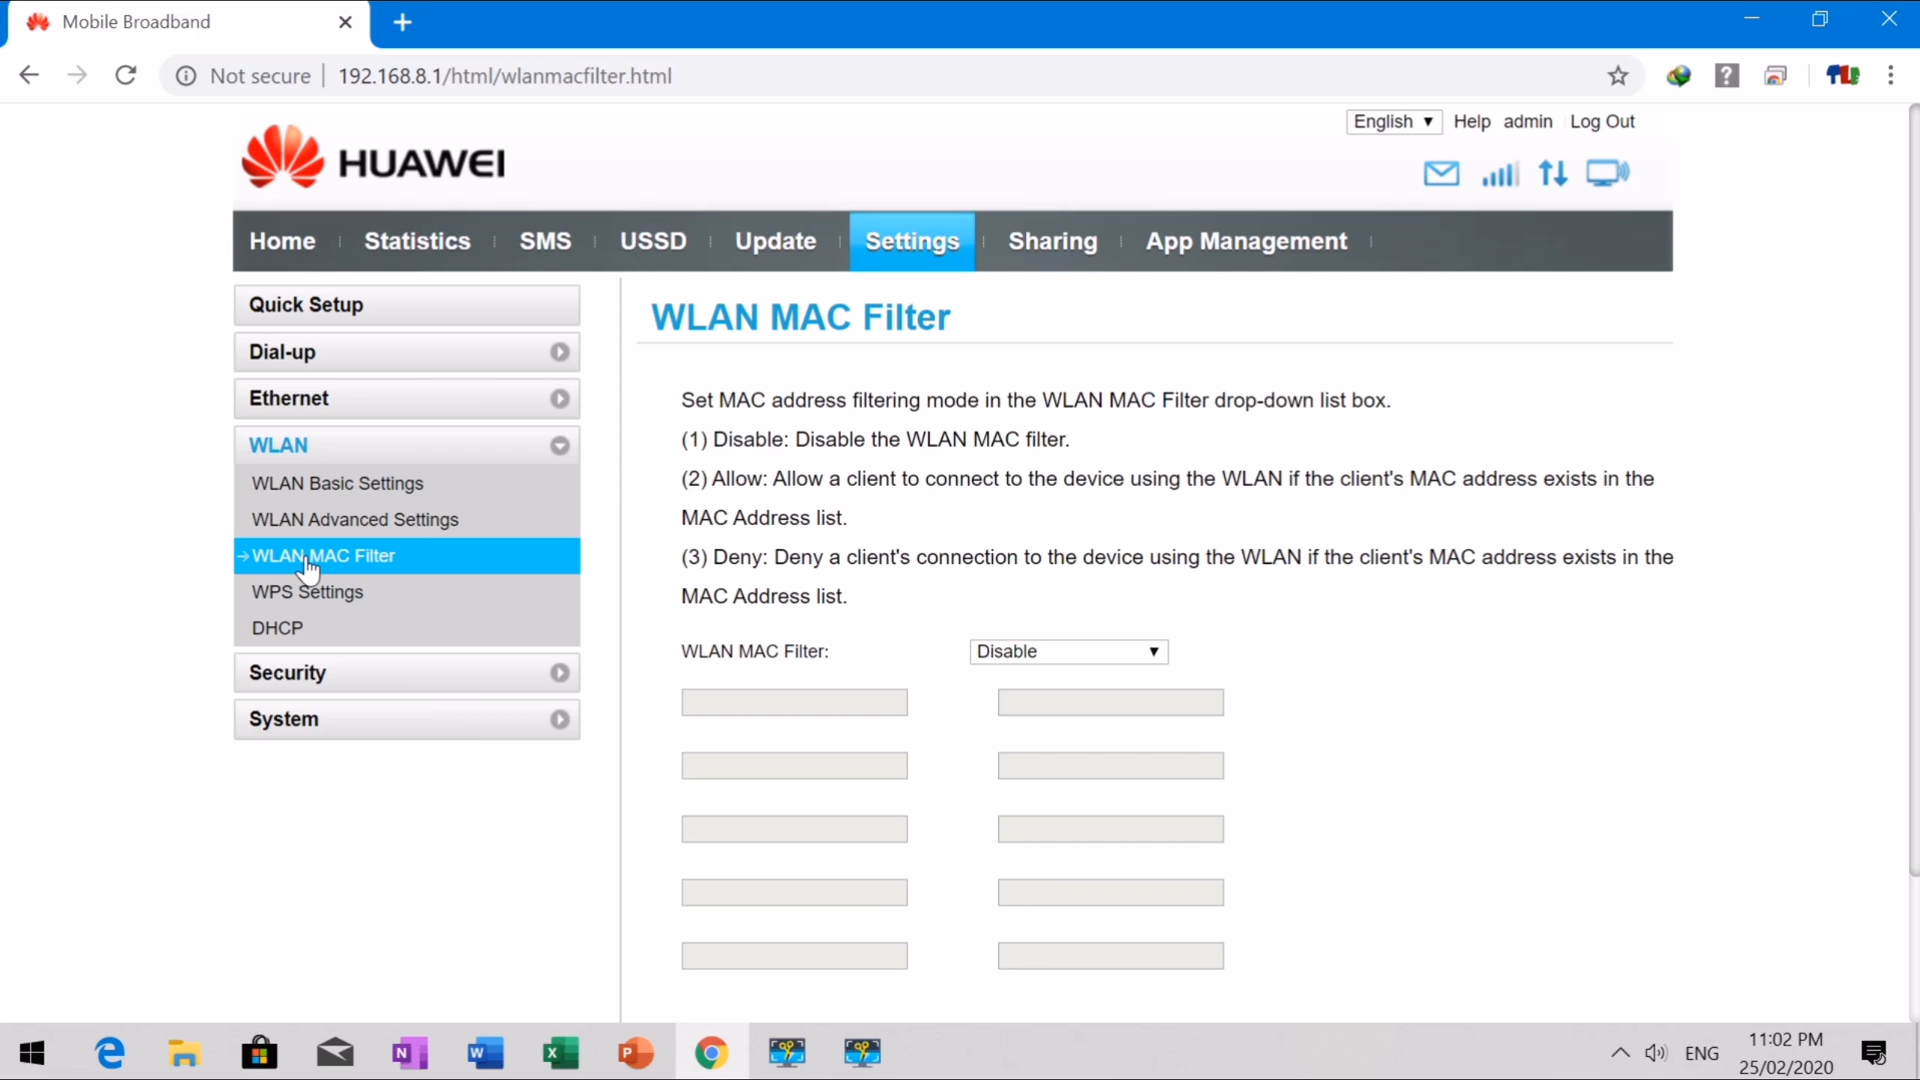 Mobile Broadband
Not secure
192.168.8.1/html/wlanmacfilter.html
English Help admin Log Out
HUAWEI
Home Statistics SMS USSD Update Settings Sharing App Management
Quick Setup
Dial-up
Ethernet
WLAN
WLAN Basic Settings
WLAN Advanced Settings
WLAN MAC Filter
WPS Settings
DHCP
Security
System
WLAN MAC Filter
Set MAC address filtering mode in the WLAN MAC Filter drop-down list box.
(1) Disable: Disable the WLAN MAC filter.
(2) Allow: Allow a client to connect to the device using the WLAN if the client's MAC address exists in the
MAC Address list.
(3) Deny: Deny a client's connection to the device using the WLAN if the client's MAC address exists in the
MAC Address list.
WLAN MAC Filter: Disable
ENG
11:02 PM
25/02/2020